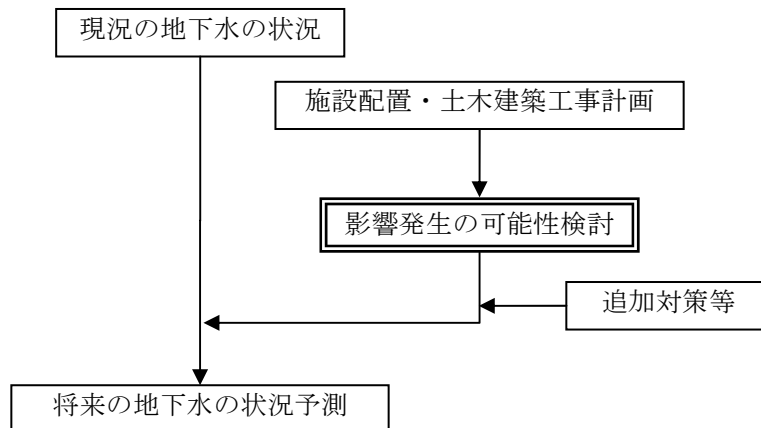 現況の地下水の状況
施設配置・土木建築工事計画
影響発生の可能性検討
追加対策等
将来の地下水の状況予測